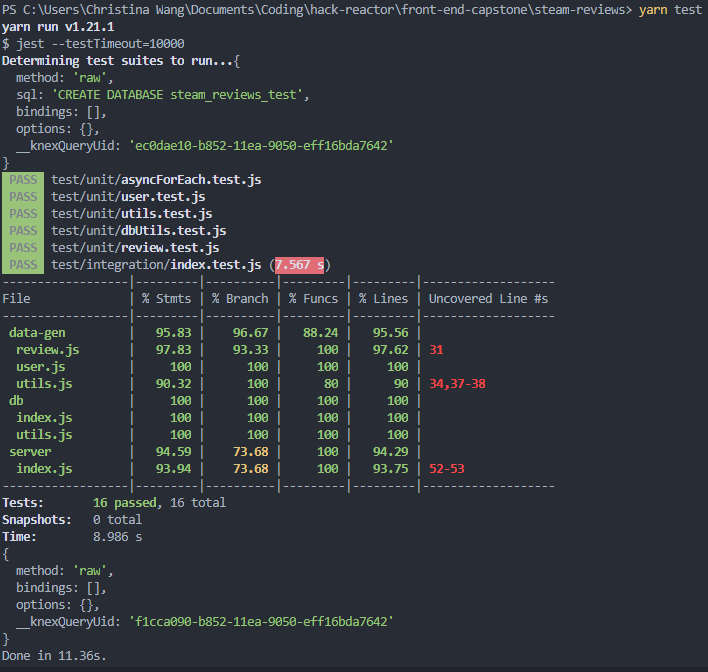 PS C:\Users\Christina Wang\Documents\Coding\hack-reactor\front-end-capstone\steam-reviews> yarn test
yarn run v1.21.1
$ jest --testTimeout=10000
Determining test suites to run...{
  method: 'raw',
  sql: 'CREATE DATABASE steam_reviews_test',
  bindings: [],
  options: {},
  __knexQueryUid: 'ec0dae10-b852-11ea-9050-eff16bda7642'
}
PASS test/unit/asyncForEach.test.js
PASS test/unit/user.test.js
PASS test/unit/utils.test.js
PASS test/unit/dbUtils.test.js
PASS test/unit/review.test.js
PASS test/integration/index.test.js (7.567 s)
------------------|---------|----------|---------|---------|-------------------
File              | % Stmts | % Branch | % Funcs | % Lines | Uncovered Line #s
------------------|---------|----------|---------|---------|-------------------
 data-gen         |   95.83 |    96.67 |   88.24 |   95.56 |
  review.js       |   97.83 |    93.33 |     100 |   97.62 | 31
  user.js         |     100 |      100 |     100 |     100 |
  utils.js        |   90.32 |      100 |      80 |      90 | 34,37-38
 db               |     100 |      100 |     100 |     100 |
  index.js        |     100 |      100 |     100 |     100 |
  utils.js        |     100 |      100 |     100 |     100 |
 server           |   94.59 |    73.68 |     100 |   94.29 |
  index.js        |   93.94 |    73.68 |     100 |   93.75 | 52-53
------------------|---------|----------|---------|---------|-------------------
Tests:       16 passed, 16 total
Snapshots:   0 total
Time:        8.986 s
{
  method: 'raw',
  bindings: [],
  options: {},
  __knexQueryUid: 'f1cca090-b852-11ea-9050-eff16bda7642'
}
Done in 11.36s.